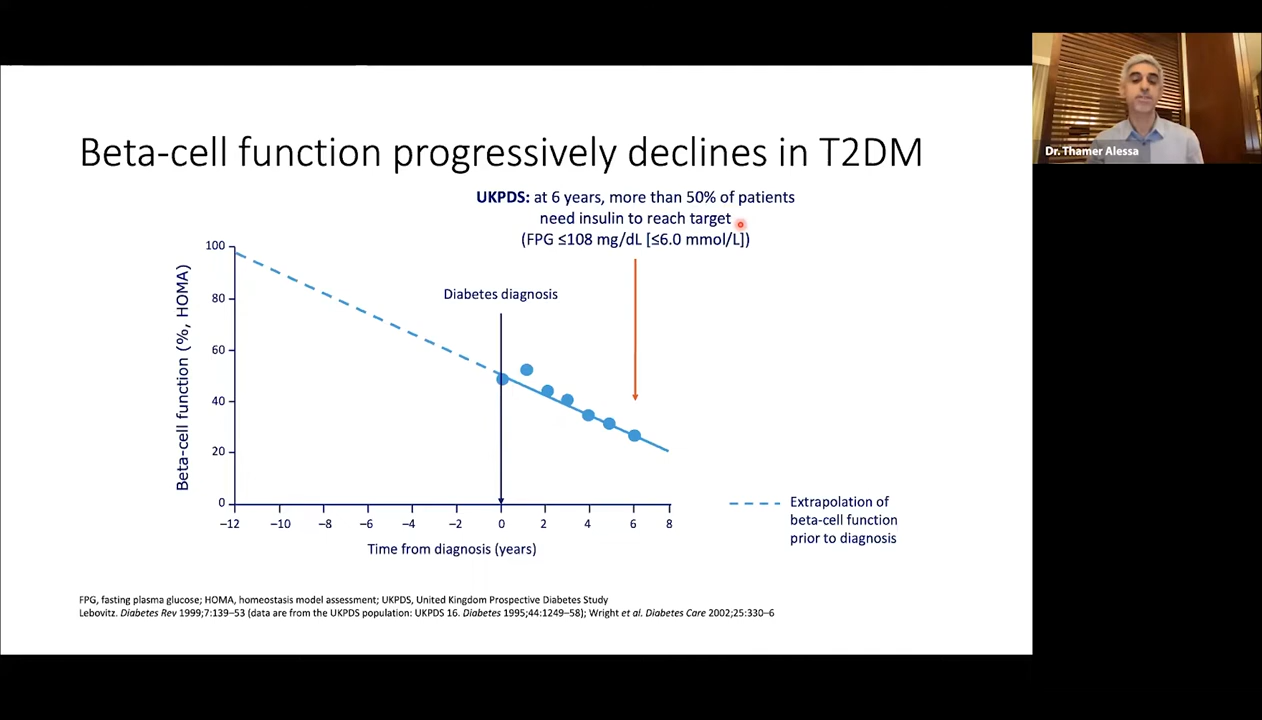 Beta-cell function progressively declines in T2DM
UKPDS: at 6 years, more than 50% of patients
need insulin to reach target
(FPG ≤108 mg/dL [≤6.0 mmol/L])
Diabetes diagnosis
Beta-cell function (%, HOMA)
100
80
60
40
20
0
–12 –10 –8 –6 –4 –2 0 2 4 6 8
Time from diagnosis (years)
Extrapolation of
beta-cell function
prior to diagnosis
FPG, fasting plasma glucose; HOMA, homeostasis model assessment; UKPDS, United Kingdom Prospective Diabetes Study
Lebovitz. Diabetes Rev 1999;7:139–53 (data are from the UKPDS population: UKPDS 16. Diabetes 1995;44:1249–58); Wright et al. Diabetes Care 2002;25:330–6
Dr. Thamer Alessa